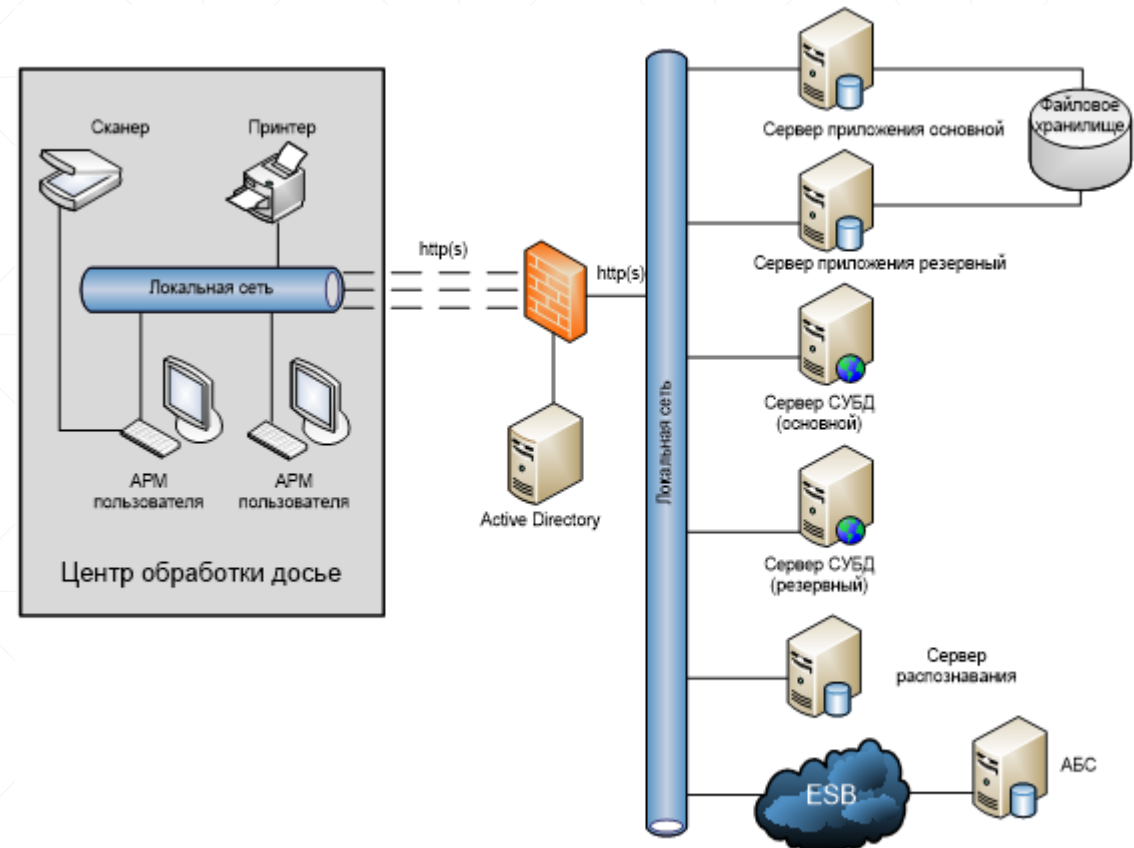 Сканер
Принтер
Локальная сеть
АРМ
пользователя
АРМ
пользователя
Центр обработки досье
http(s)
http(s)
Active Directory
Локальная сеть
Сервер приложения основной
Файловое
хранилище
Сервер приложения резервный
Сервер СУБД
(основной)
Сервер СУБД
(резервный)
Сервер
распознавания
ESB
АБС